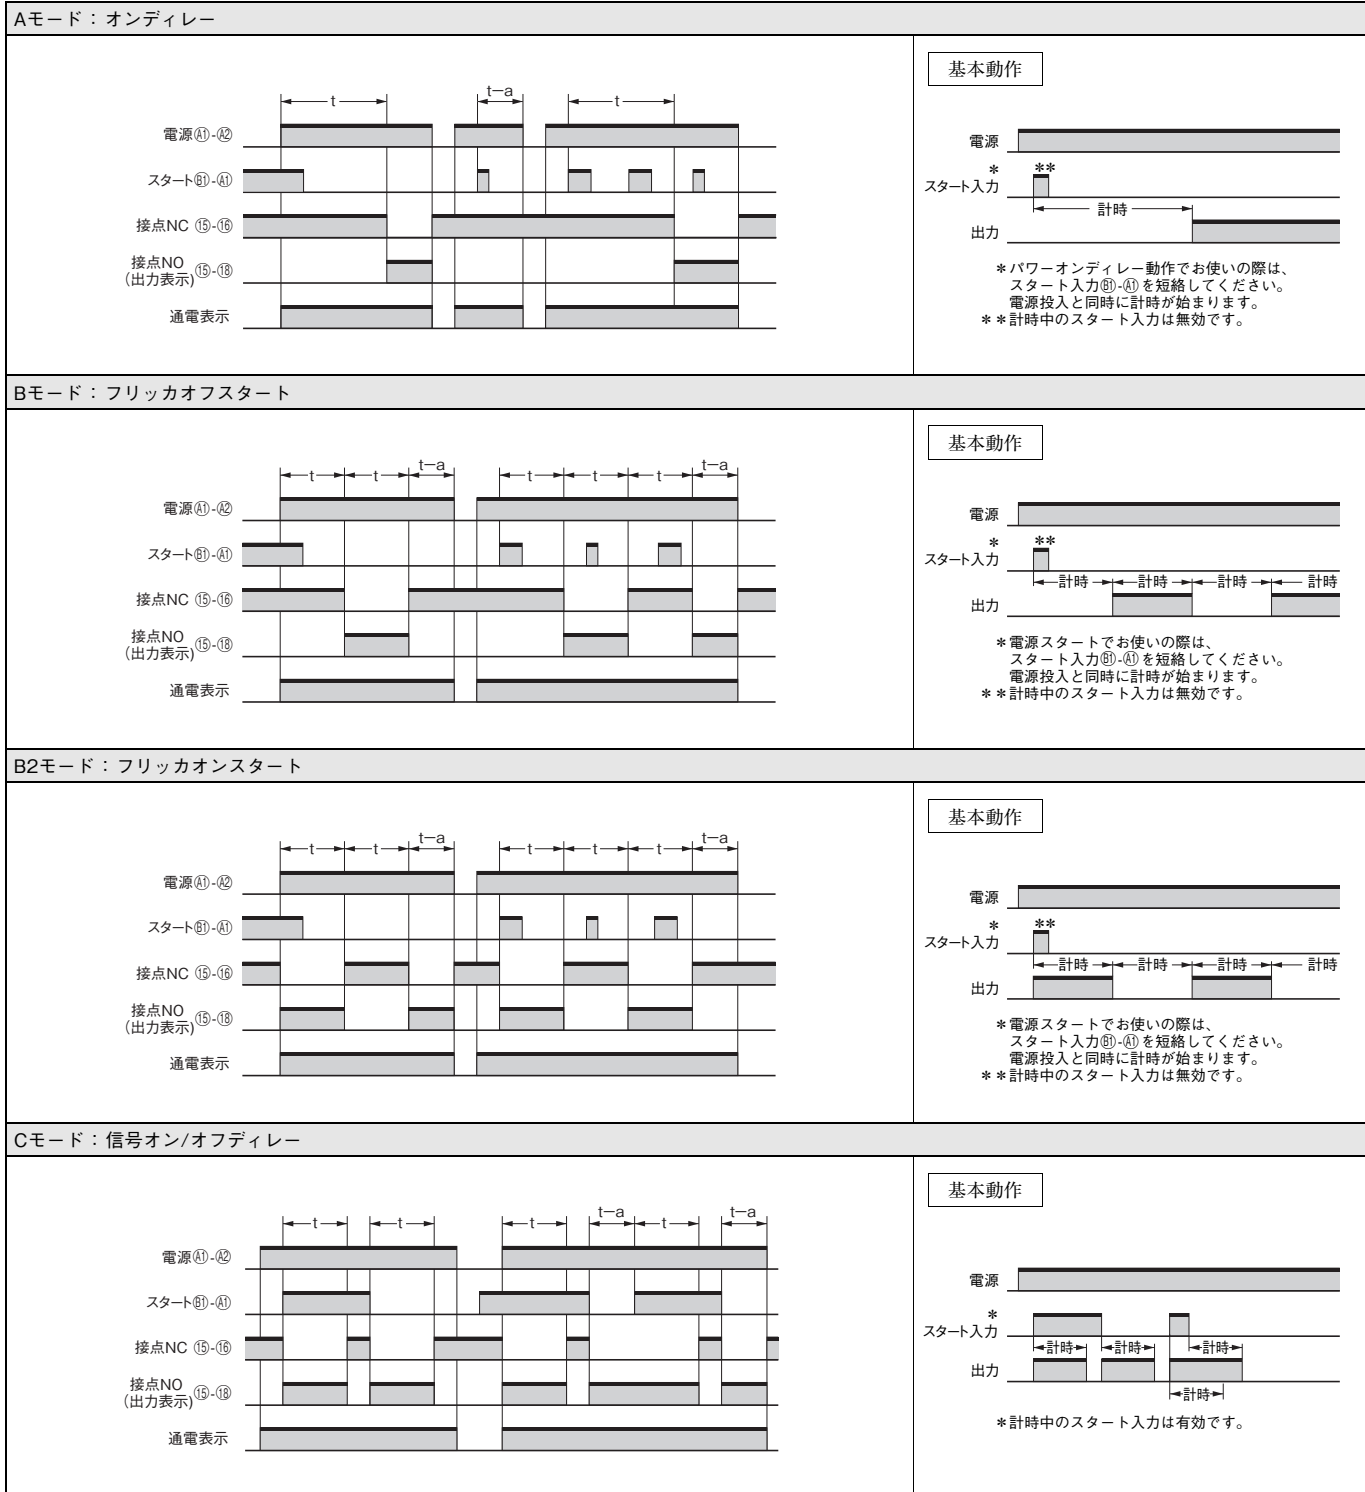 Aモード：オンディレー
t
t−a
t
電源Ⓐ1-Ⓐ2
スタートⒷ1-Ⓐ1
接点NC ⑮-⑯
接点NO
(出力表示)⑮-⑱
通電表示
基本動作
電源
＊ ＊＊
スタート入力
計時
出力
＊パワーオンディレー動作でお使いの際は、
スタート入力Ⓑ1-Ⓐ1を短絡してください。
電源投入と同時に計時が始まります。
＊＊計時中のスタート入力は無効です。
Bモード：フリッカオフスタート
t t t−a t t t t−a
電源Ⓐ1-Ⓐ2
スタートⒷ1-Ⓐ1
接点NC ⑮-⑯
接点NO
(出力表示)⑮-⑱
通電表示
基本動作
電源
＊ ＊＊
スタート入力
計時 計時 計時 計時
出力
＊電源スタートでお使いの際は、
スタート入力Ⓑ1-Ⓐ1を短絡してください。
電源投入と同時に計時が始まります。
＊＊計時中のスタート入力は無効です。
B2モード：フリッカオンスタート
t t t−a t t t t−a
電源Ⓐ1-Ⓐ2
スタートⒷ1-Ⓐ1
接点NC ⑮-⑯
接点NO
(出力表示)⑮-⑱
通電表示
基本動作
電源
＊ ＊＊
スタート入力
計時 計時 計時 計時
出力
＊電源スタートでお使いの際は、
スタート入力Ⓑ1-Ⓐ1を短絡してください。
電源投入と同時に計時が始まります。
＊＊計時中のスタート入力は無効です。
Cモード：信号オン/オフディレー
t t t t−a t t−a
電源Ⓐ1-Ⓐ2
スタートⒷ1-Ⓐ1
接点NC ⑮-⑯
接点NO
(出力表示)⑮-⑱
通電表示
基本動作
電源
＊
スタート入力
計時 計時 計時
出力
計時
＊計時中のスタート入力は有効です。